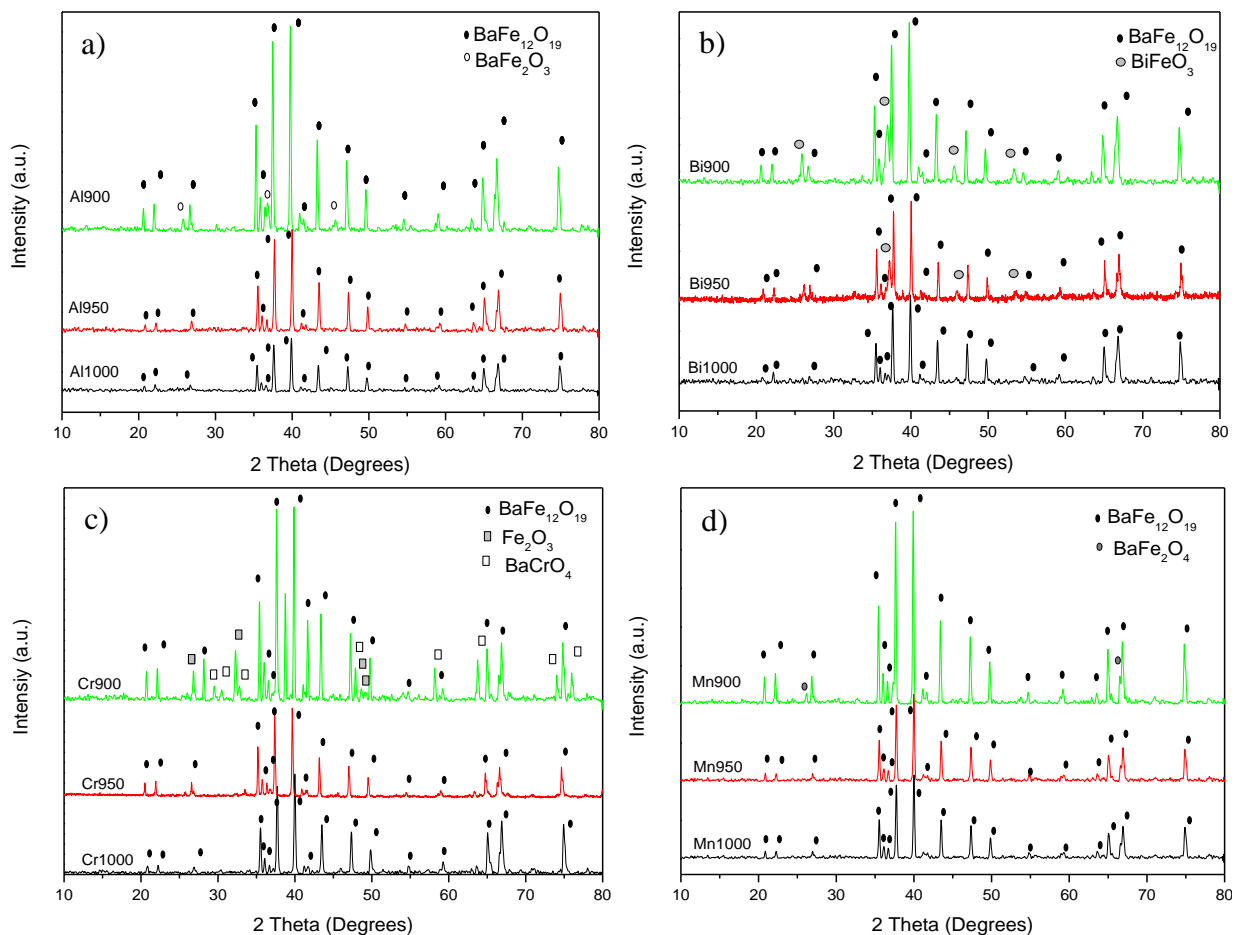 a)
BaFe12O19
BaFe2O3
Intensity (a.u.)
Al900
Al950
Al1000
10 20 30 40 50 60 70 80
2 Theta (Degrees)
b)
BaFe12O19
BiFeO3
Intensity (a.u.)
Bi900
Bi950
Bi1000
10 20 30 40 50 60 70 80
2 Theta (Degrees)
c)
BaFe12O19
Fe2O3
BaCrO4
Intensiy (a.u.)
Cr900
Cr950
Cr1000
10 20 30 40 50 60 70 80
2 Theta (Degrees)
d)
BaFe12O19
BaFe2O4
Intensity (a.u.)
Mn900
Mn950
Mn1000
10 20 30 40 50 60 70 80
2 Theta (Degrees)